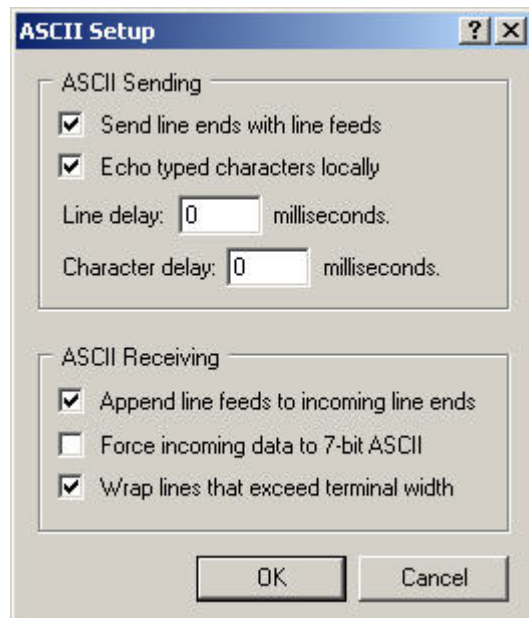 ASCII Setup
ASCII Sending
Send line ends with line feeds
Echo typed characters locally
Line delay: 0 milliseconds.
Character delay: 0 milliseconds.
ASCII Receiving
Append line feeds to incoming line ends
Force incoming data to 7-bit ASCII
Wrap lines that exceed terminal width
OK Cancel